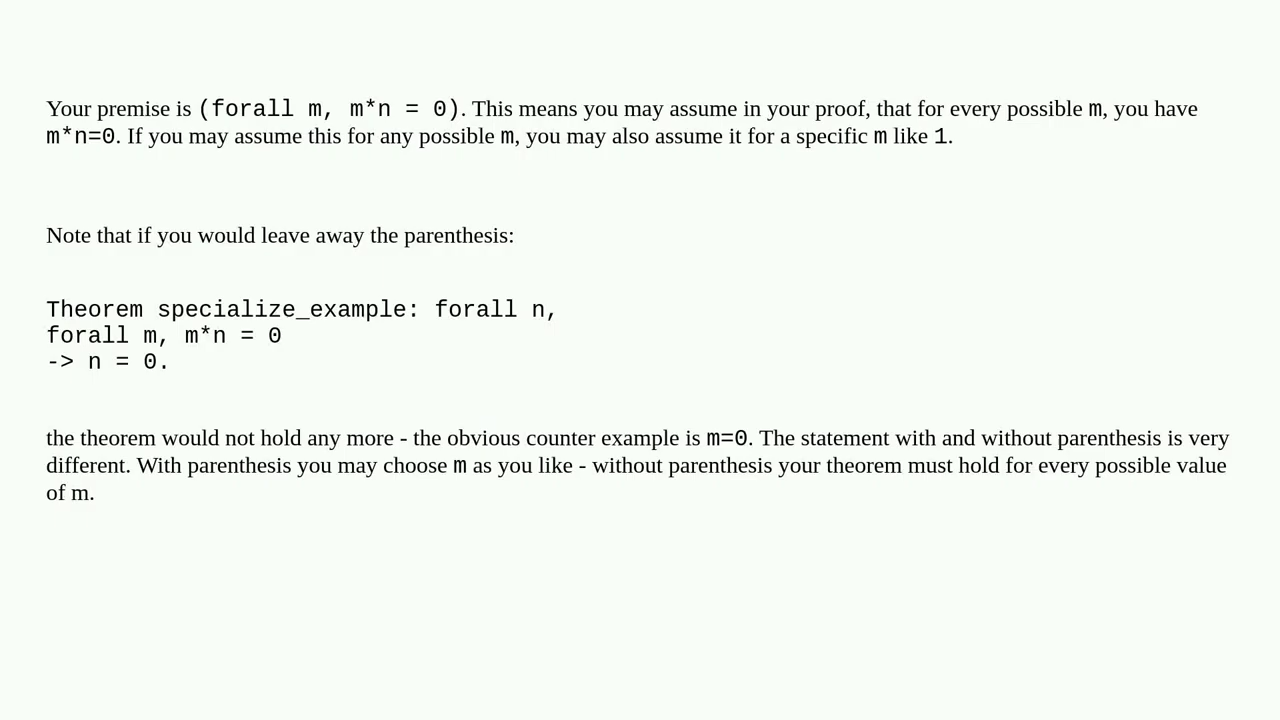 Your premise is (forall m, m*n = 0). This means you may assume in your proof, that for every possible m, you have
m*n=0. If you may assume this for any possible m, you may also assume it for a specific m like 1.
Note that if you would leave away the parenthesis:
Theorem specialize_example: forall n,
forall m, m*n = 0
-> n = 0.
the theorem would not hold any more - the obvious counter example is m=0. The statement with and without parenthesis is very
different. With parenthesis you may choose m as you like - without parenthesis your theorem must hold for every possible value
of m.